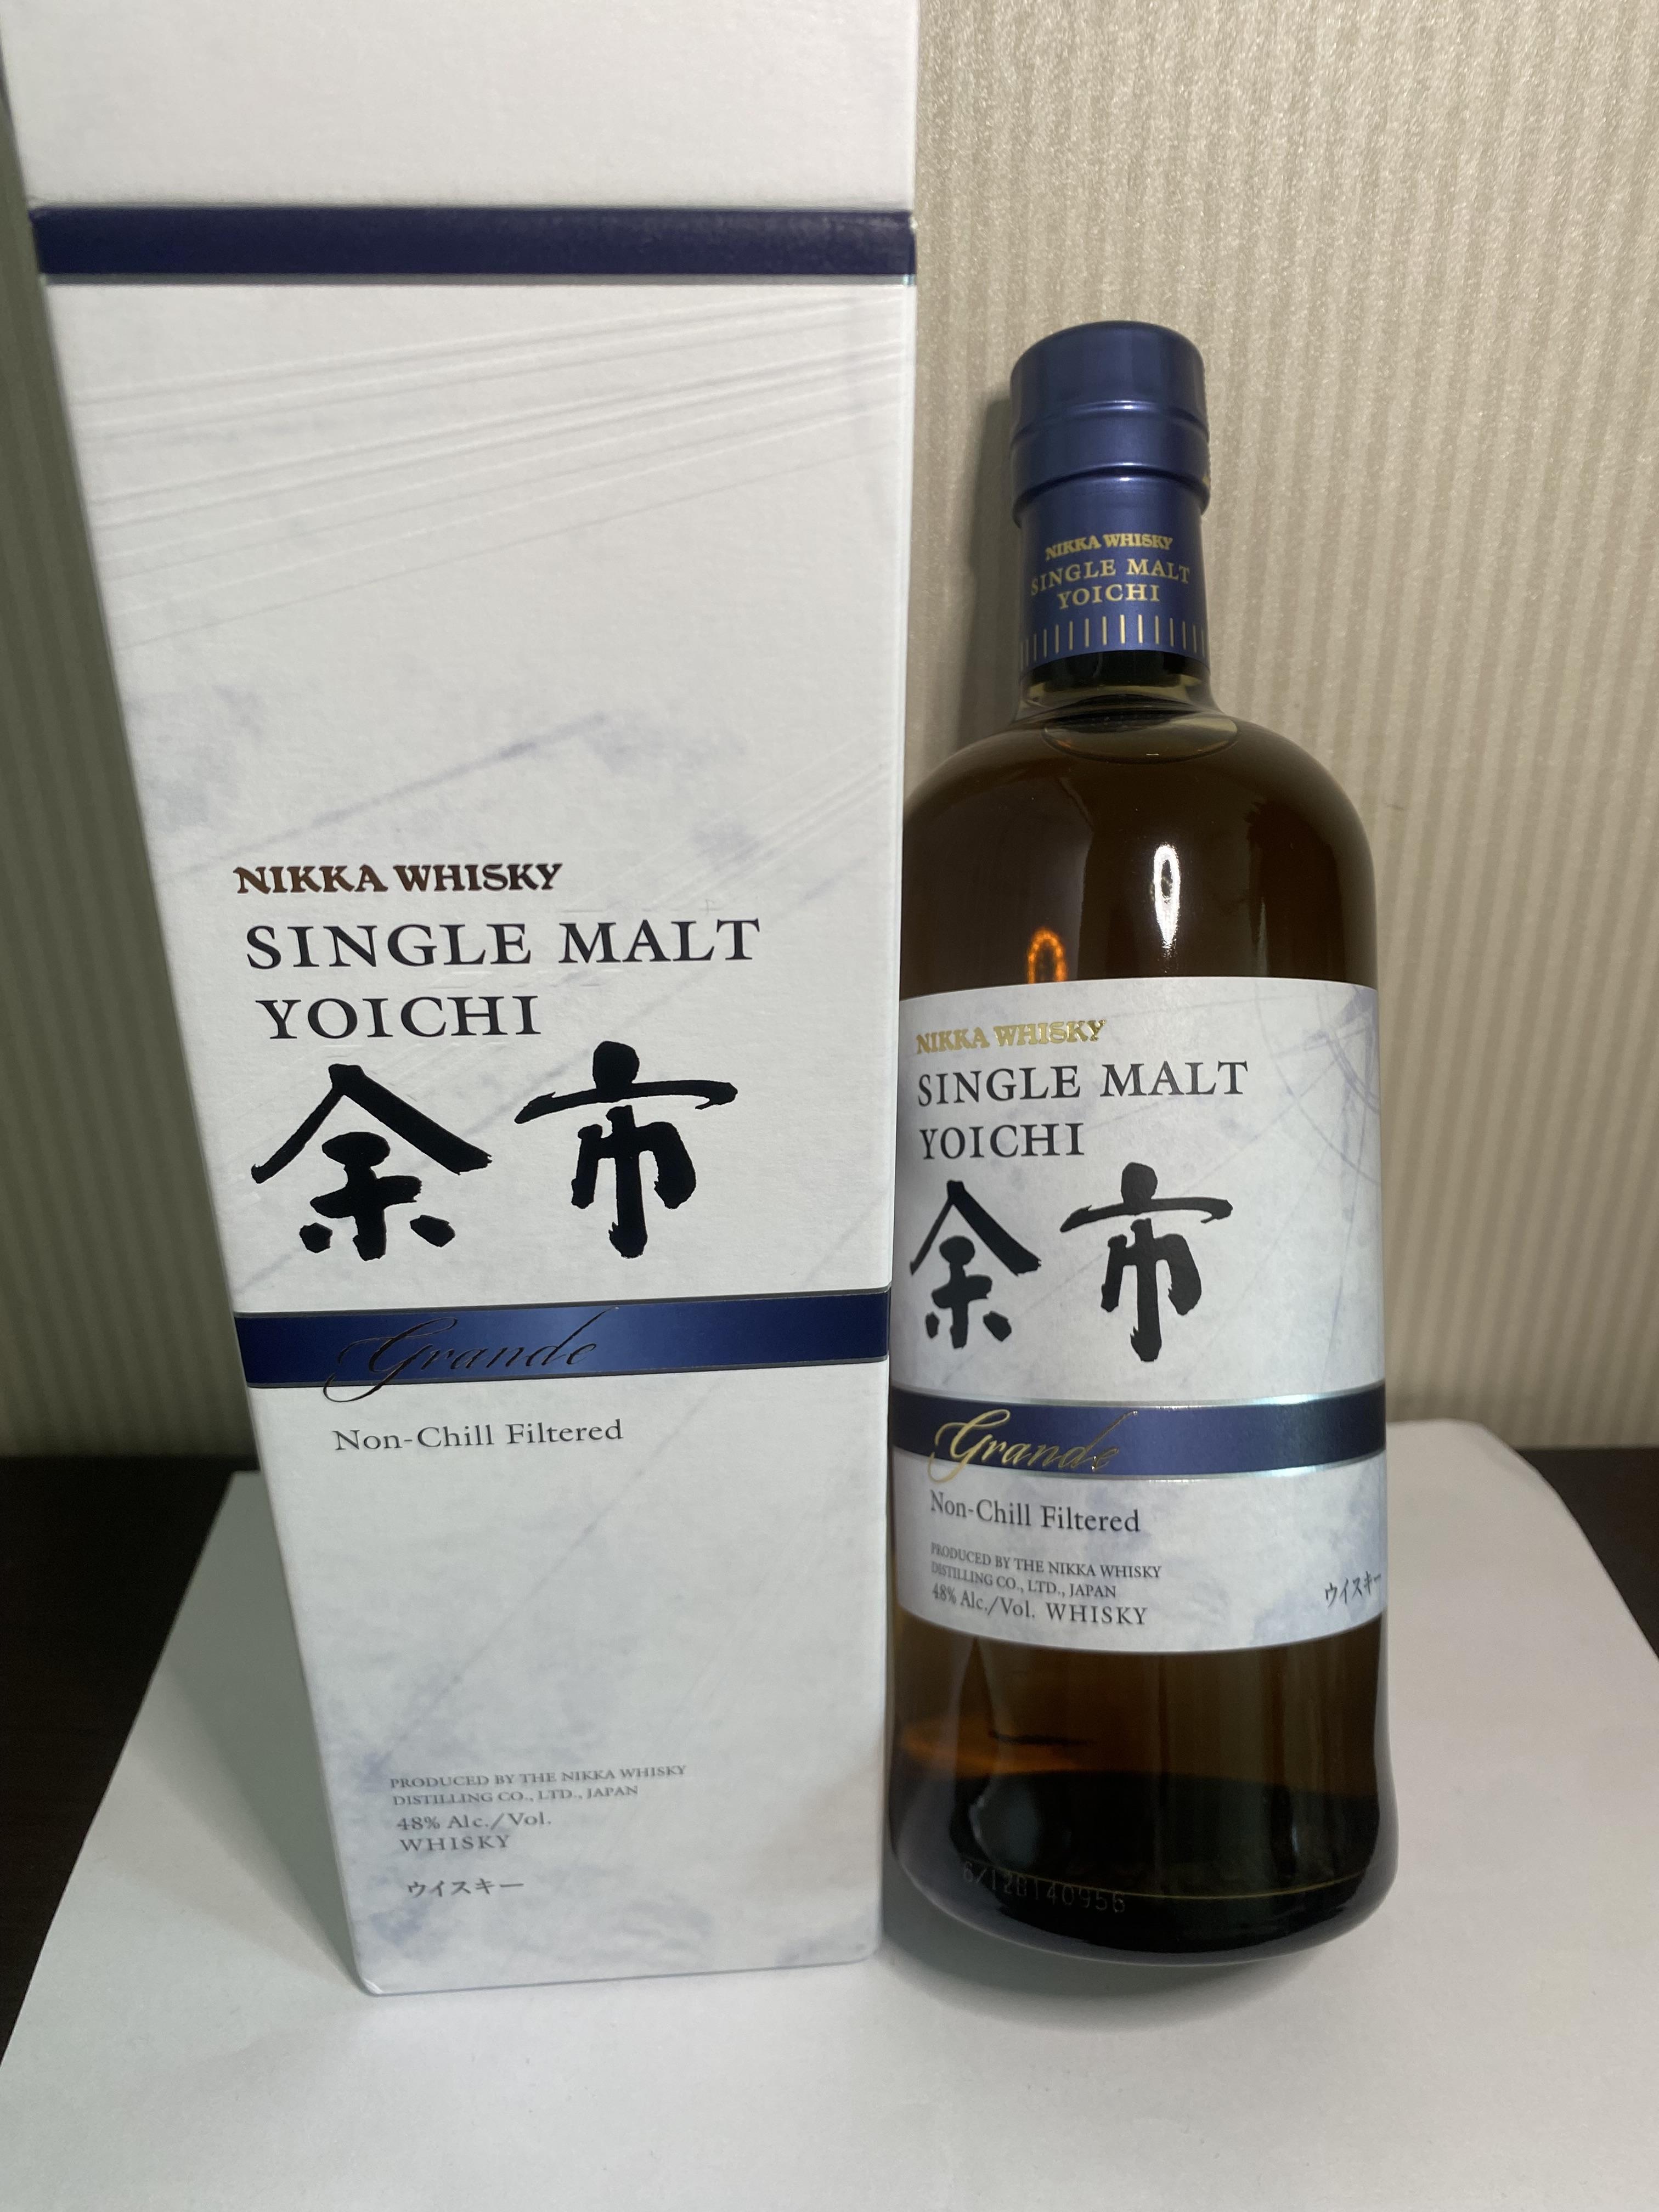 NIKKA WHISKY
SINGLE MALT
YOICHI
余市
Grande
Non-Chill Filtered
PRODUCED BY THE NIKKA WHISKY
DISTILLING CO., LTD., JAPAN
48% Alc./Vol.
WHISKY
ウイスキー
NIKKA WHISKY
SINGLE MALT
YOICHI
NIKKA WHISKY
SINGLE MALT
YOICHI
余市
Grande
Non-Chill Filtered
PRODUCED BY THE NIKKA WHISKY
DISTILLING CO., LTD., JAPAN
48% Alc./Vol. WHISKY
ウイスキー